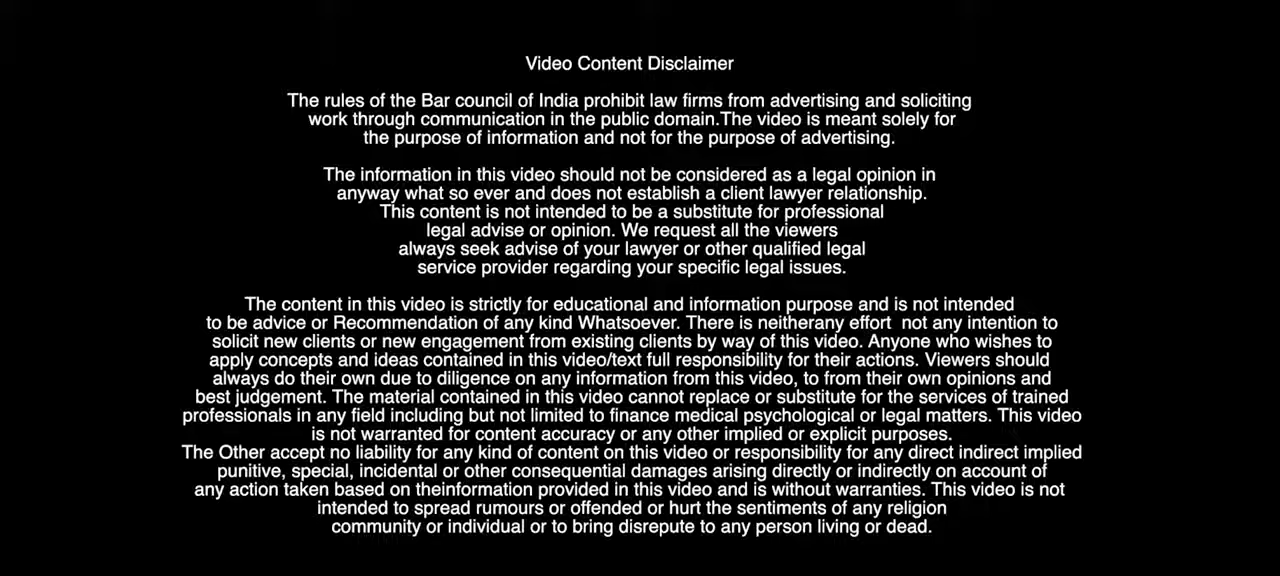 Video Content Disclaimer
The rules of the Bar council of India prohibit law firms from advertising and soliciting
work through communication in the public domain.The video is meant solely for
the purpose of information and not for the purpose of advertising.
The information in this video should not be considered as a legal opinion in
anyway what so ever and does not establish a client lawyer relationship.
This content is not intended to be a substitute for professional
legal advise or opinion. We request all the viewers
always seek advise of your lawyer or other qualified legal
service provider regarding your specific legal issues.
The content in this video is strictly for educational and information purpose and is not intended
to be advice or Recommendation of any kind Whatsoever. There is neitherany effort  not any intention to
solicit new clients or new engagement from existing clients by way of this video. Anyone who wishes to
apply concepts and ideas contained in this video/text full responsibility for their actions. Viewers should
always do their own due to diligence on any information from this video, to from their own opinions and
best judgement. The material contained in this video cannot replace or substitute for the services of trained
professionals in any field including but not limited to finance medical psychological or legal matters. This video
is not warranted for content accuracy or any other implied or explicit purposes.
The Other accept no liability for any kind of content on this video or responsibility for any direct indirect implied
punitive, special, incidental or other consequential damages arising directly or indirectly on account of
any action taken based on theinformation provided in this video and is without warranties. This video is not
intended to spread rumours or offended or hurt the sentiments of any religion
community or individual or to bring disrepute to any person living or dead.